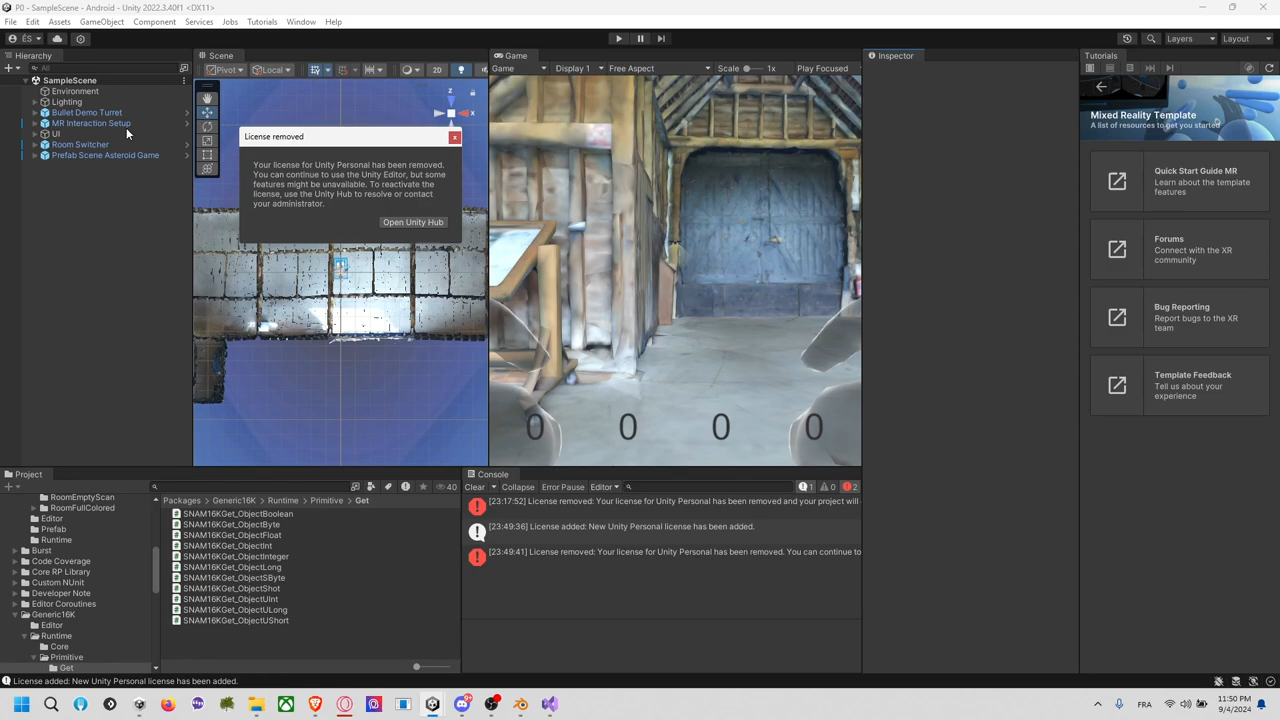 P0 - SampleScene - Android - Unity 2022.3.40f1 <DX11>
File Edit Assets GameObject Component Services Jobs Tutorials Window Help
ÉS
Layers Layout
Hierarchy
All
SampleScene
Environment
Lighting
Bullet Demo Turret
MR Interaction Setup
UI
Room Switcher
Prefab Scene Asteroid Game
Scene
Pivot Local 2D
z
x
License removed
x
Your license for Unity Personal has been removed.
You can continue to use the Unity Editor, but some
features might be unavailable. To reactivate the
license, use the Unity Hub to resolve or contact
your administrator.
Open Unity Hub
Game
Game Display 1 Free Aspect Scale 1x Play Focused
0 0 0 0
Inspector
Tutorials
Mixed Reality Template
A list of resources to get you started
Quick Start Guide MR
Learn about the template
features
Forums
Connect with the XR
community
Bug Reporting
Report bugs to the XR
team
Template Feedback
Tell us about your
experience
Project
40
RoomEmptyScan
RoomFullColored
Editor
Prefab
Runtime
Burst
Code Coverage
Core RP Library
Custom NUnit
Developer Note
Editor Coroutines
Generic16K
Editor
Runtime
Core
Primitive
Get
Packages > Generic16K > Runtime > Primitive > Get
SNAM16KGet_ObjectBoolean
SNAM16KGet_ObjectByte
SNAM16KGet_ObjectFloat
SNAM16KGet_ObjectInt
SNAM16KGet_ObjectInteger
SNAM16KGet_ObjectLong
SNAM16KGet_ObjectSByte
SNAM16KGet_ObjectShot
SNAM16KGet_ObjectUInt
SNAM16KGet_ObjectULong
SNAM16KGet_ObjectUShort
Console
Clear Collapse Error Pause Editor 1 0 2
[23:17:52] License removed: Your license for Unity Personal has been removed and your project will
[23:49:36] License added: New Unity Personal license has been added.
[23:49:41] License removed: Your license for Unity Personal has been removed. You can continue to
License added: New Unity Personal license has been added.
FRA
11:50 PM
9/4/2024